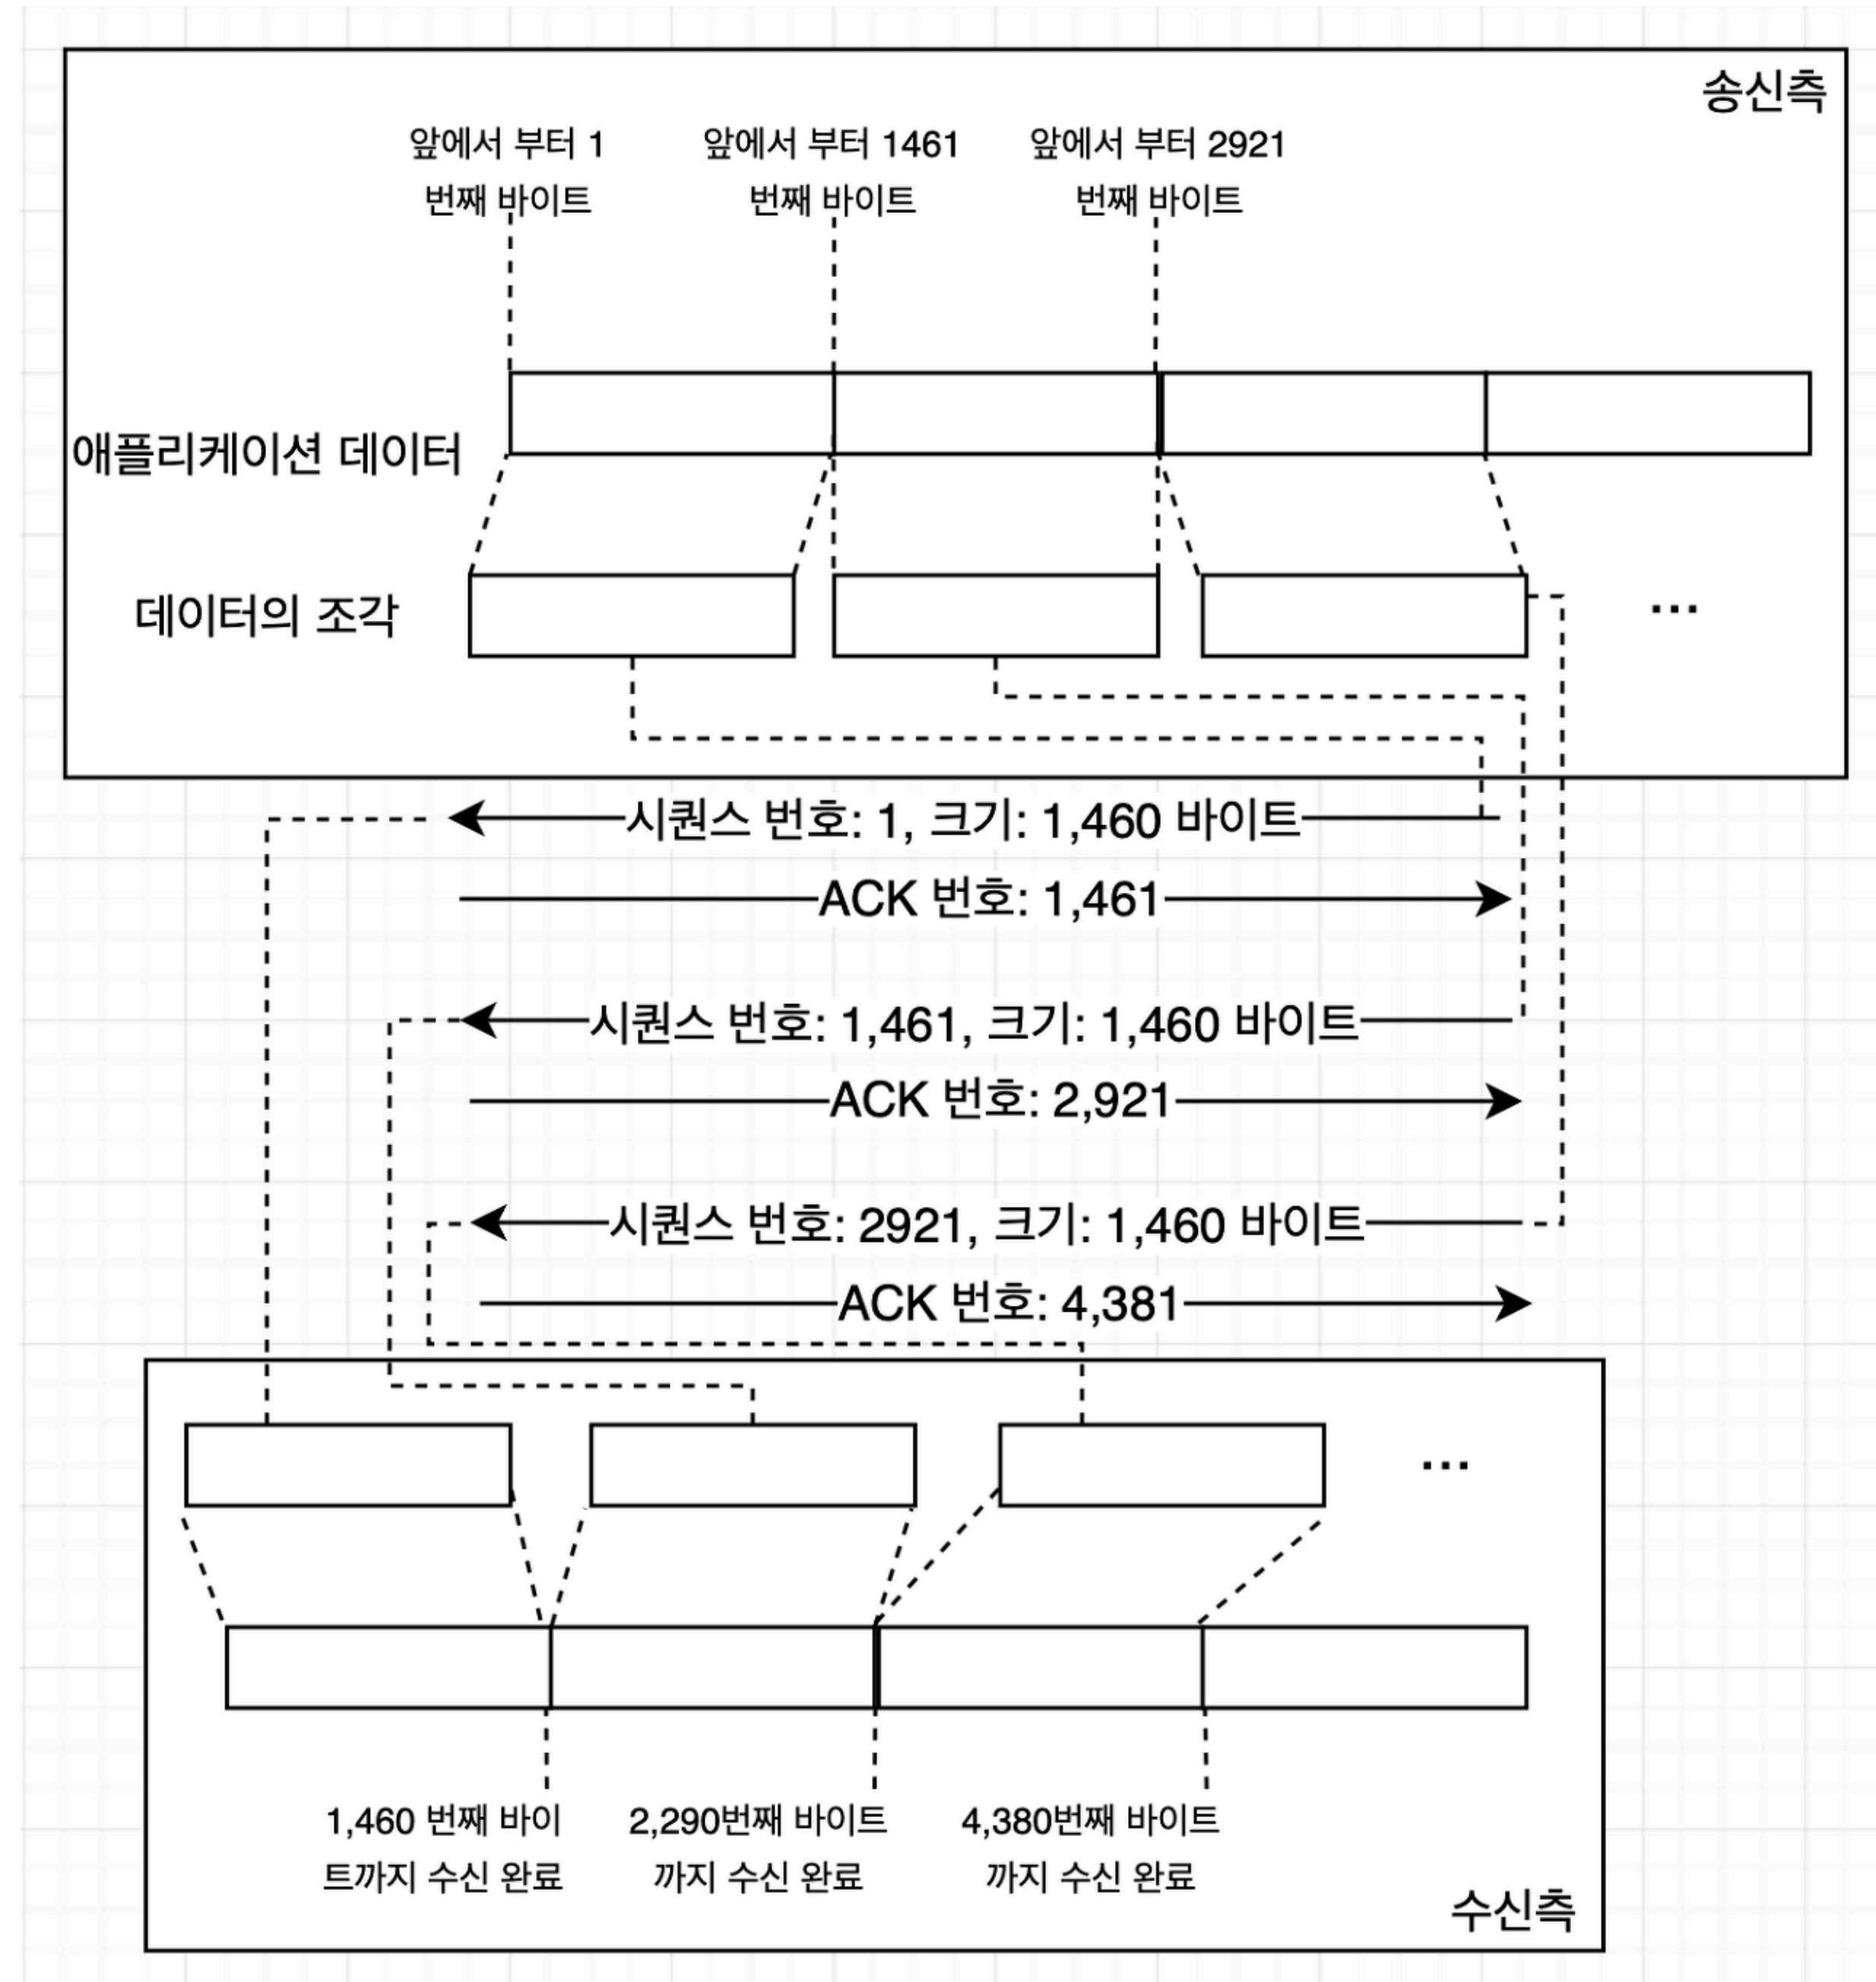 송신측
앞에서 부터 1
번째 바이트
앞에서 부터 1461
번째 바이트
앞에서 부터 2921
번째 바이트
애플리케이션 데이터
데이터의 조각
...
시퀀스 번호: 1, 크기: 1,460 바이트
ACK 번호: 1,461
시퀀스 번호: 1,461, 크기: 1,460 바이트
ACK 번호: 2,921
시퀀스 번호: 2921, 크기: 1,460 바이트
ACK 번호: 4,381
...
1,460 번째 바이
트까지 수신 완료
2,290번째 바이트
까지 수신 완료
4,380번째 바이트
까지 수신 완료
수신측